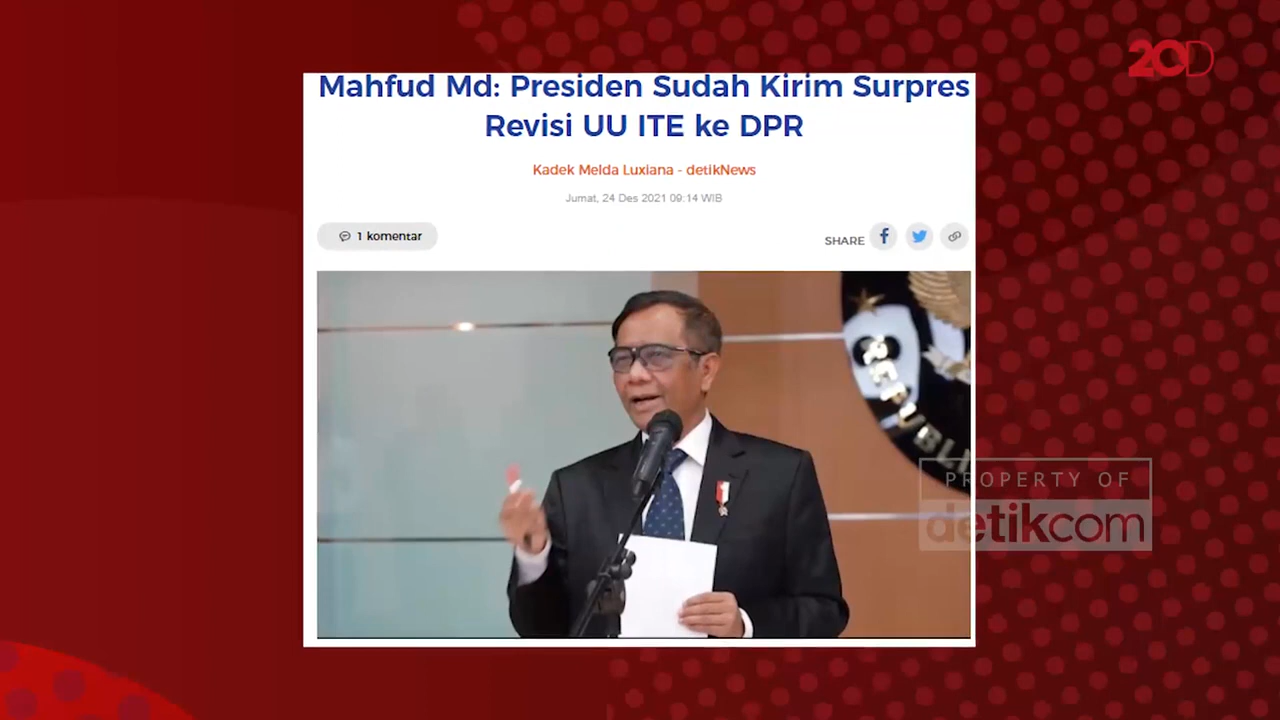 20D
Mahfud Md: Presiden Sudah Kirim Surpres
Revisi UU ITE ke DPR
Kadek Melda Luxiana - detikNews
Jumat, 24 Des 2021 09:14 WIB
1 komentar
SHARE
REPUBLI
PROPERTY OF
detikcom